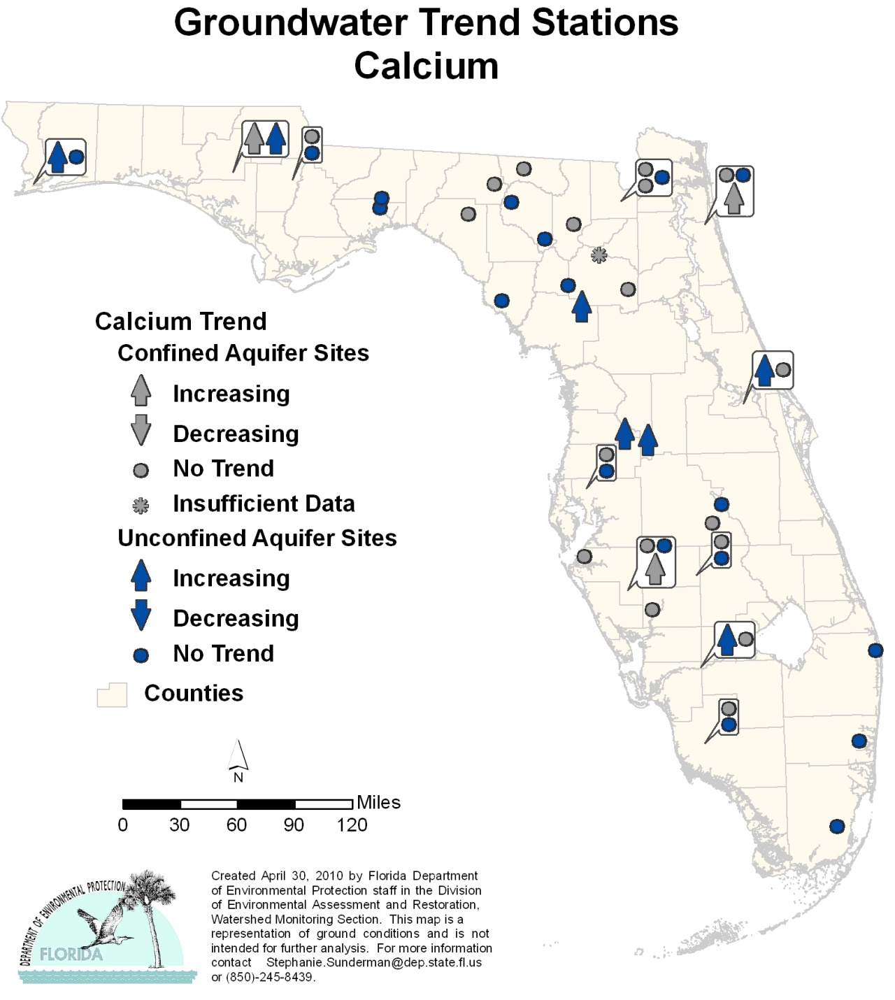 Groundwater Trend Stations
Calcium
Calcium Trend
Confined Aquifer Sites
Increasing
Decreasing
No Trend
Insufficient Data
Unconfined Aquifer Sites
Increasing
Decreasing
No Trend
Counties
N
Miles
0 30 60 90 120
DEPARTMENT OF ENVIRONMENTAL PROTECTION
FLORIDA
Created April 30, 2010 by Florida Department
of Environmental Protection staff in the Division
of Environmental Assessment and Restoration,
Watershed Monitoring Section. This map is a
representation of ground conditions and is not
intended for further analysis. For more information
contact Stephanie.Sunderman@dep.state.fl.us
or (850)-245-8439.